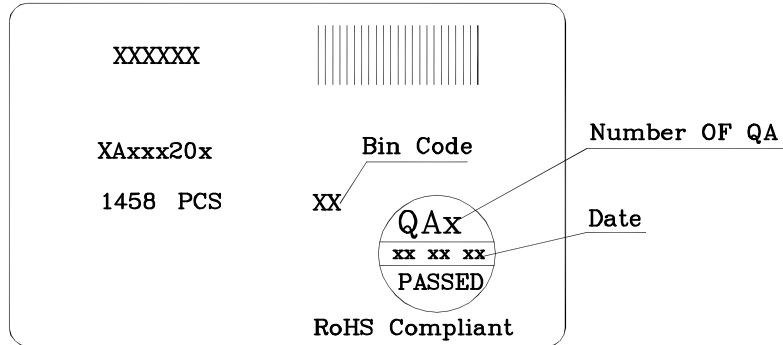 XXXXXX
XAxxx20x
Bin Code
Number OF QA
1458 PCS
XX
QAx
Date
xx xx xx
PASSED
RoHS Compliant